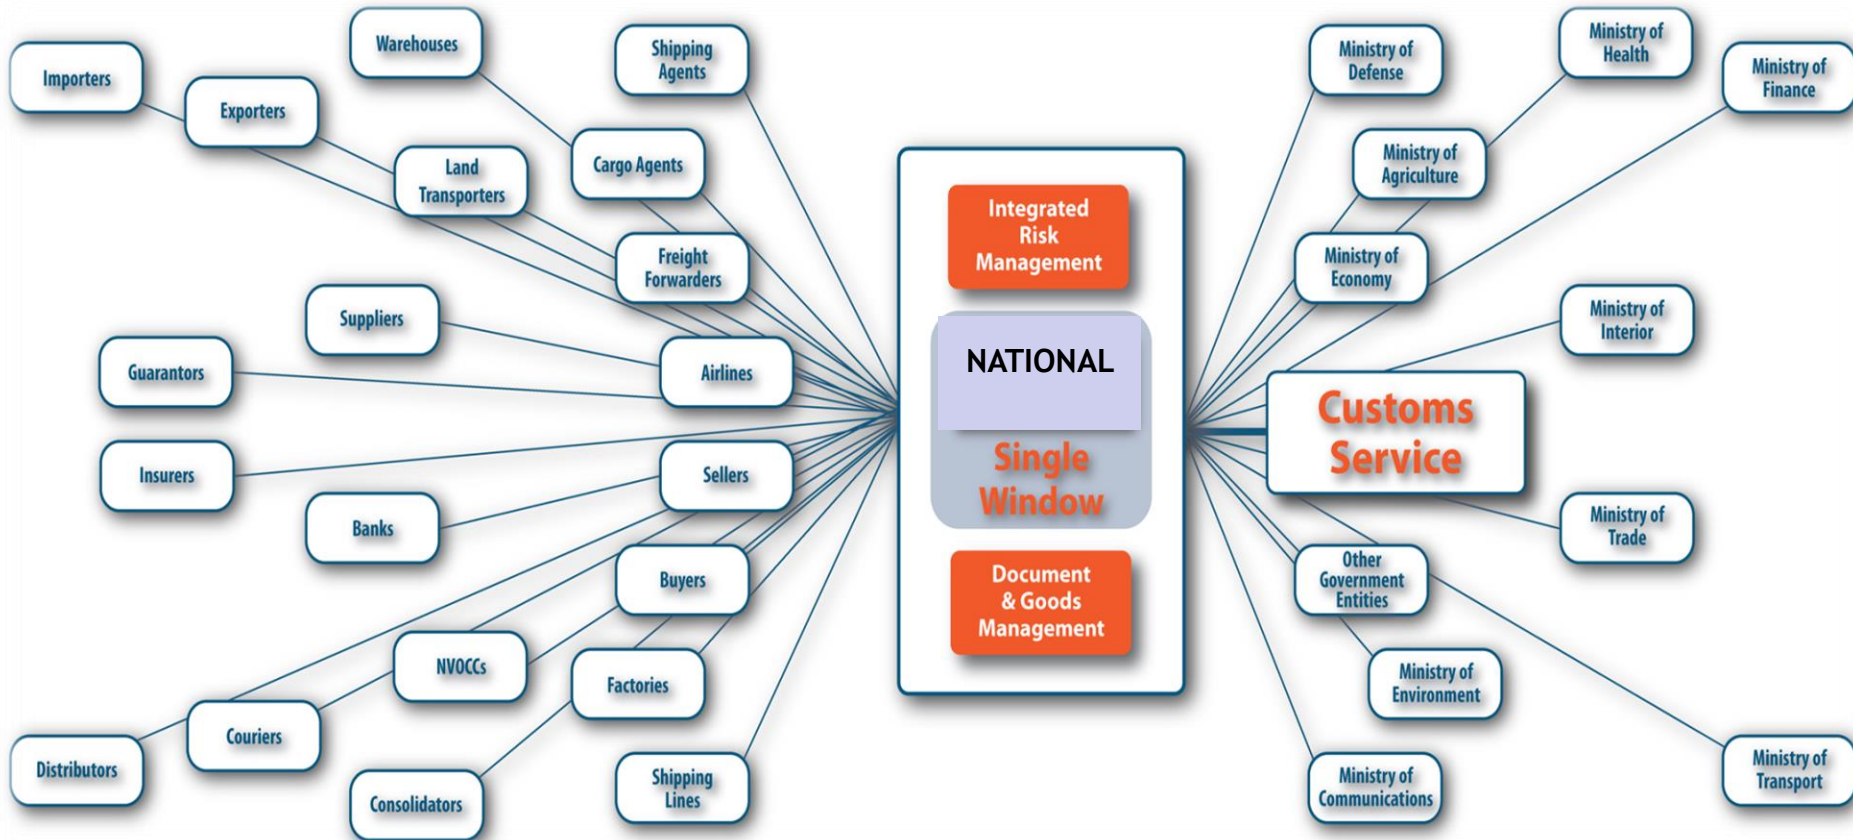 Importers
Exporters
Warehouses
Shipping
Agents
Land
Transporters
Cargo Agents
Freight
Forwarders
Suppliers
Guarantors
Airlines
Insurers
Sellers
Banks
Buyers
NVOCCs
Factories
Couriers
Distributors
Consolidators
Shipping
Lines
Integrated
Risk
Management
NATIONAL
Single
Window
Document
& Goods
Management
Ministry of
Defense
Ministry of
Health
Ministry of
Finance
Ministry of
Agriculture
Ministry of
Economy
Ministry of
Interior
Customs
Service
Ministry of
Trade
Other
Government
Entities
Ministry of
Environment
Ministry of
Communications
Ministry of
Transport